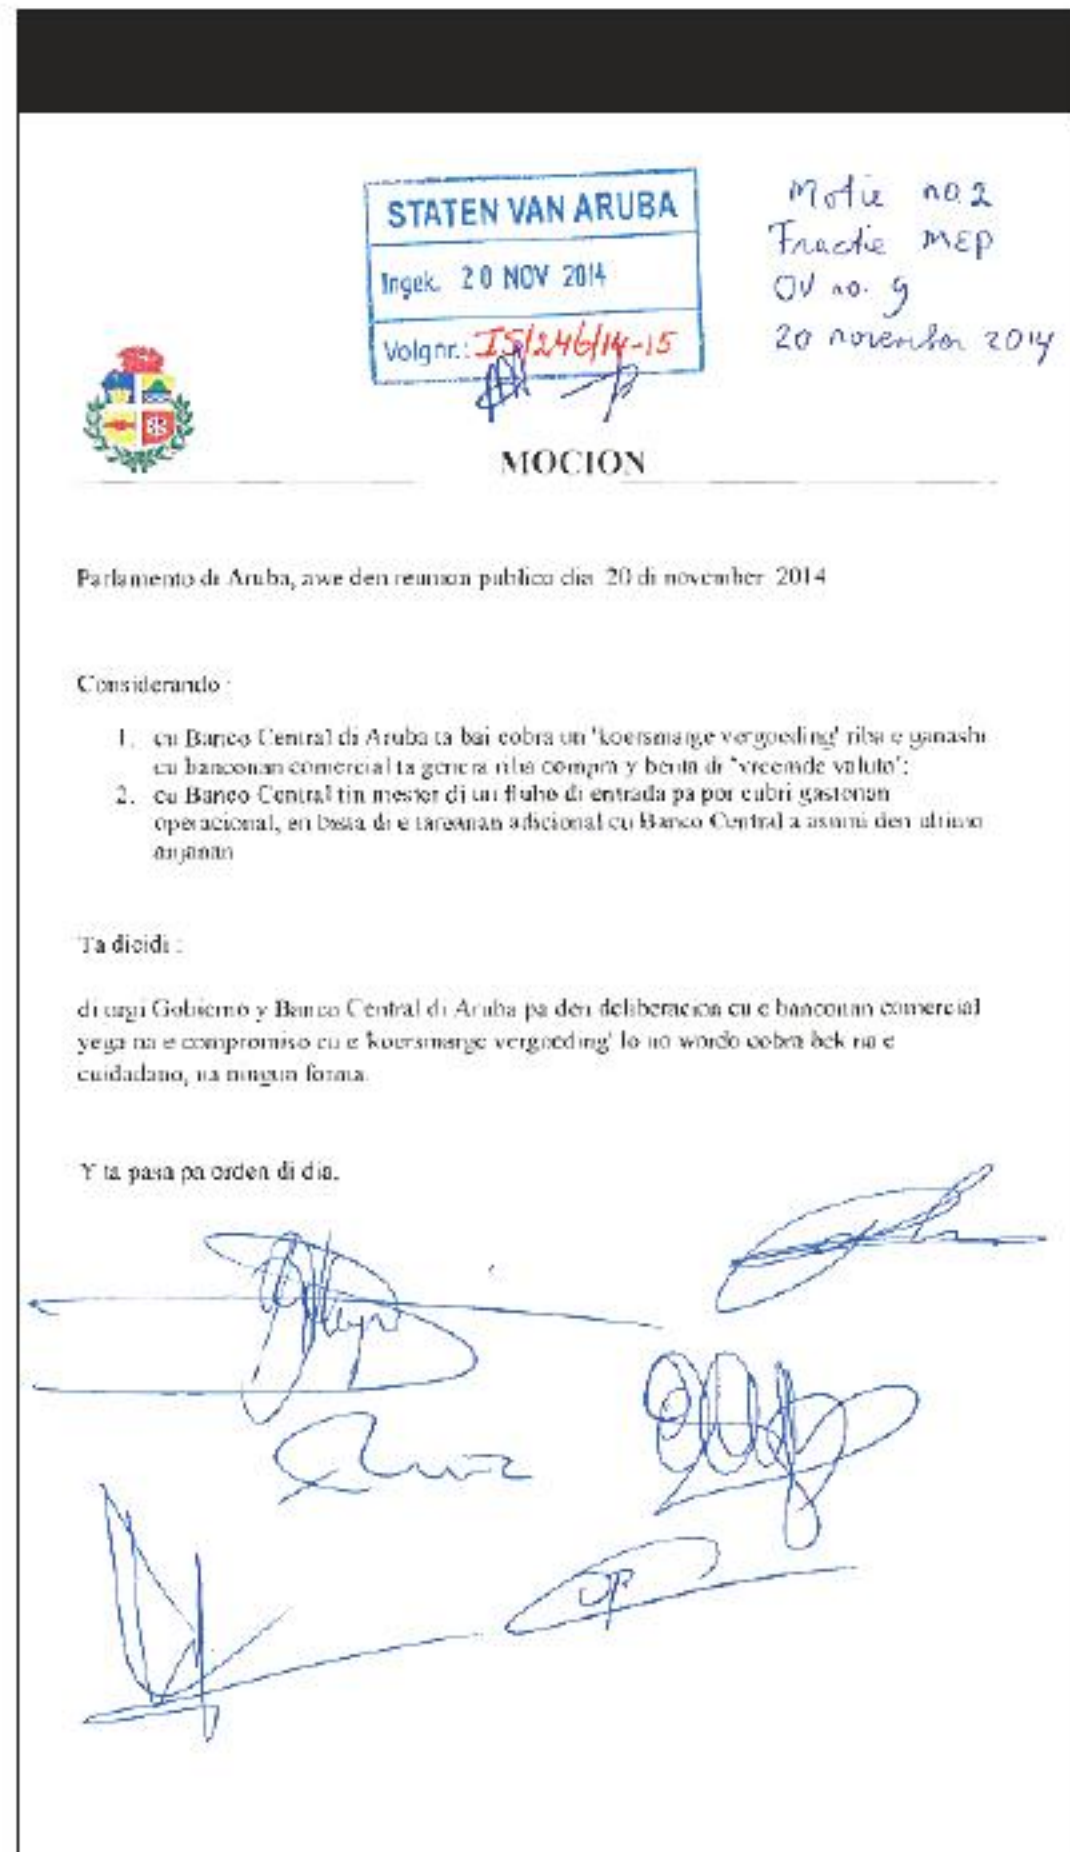 STATEN VAN ARUBA
Ingek. 20 NOV 2014
Volgnr.: IS/246/14-15
Motie no. 2
Fractie MEP
OV no. 9
20 november 2014
MOCION
Parlamento di Aruba, awe den reunion publico dia 20 di november 2014
Considerando :
1. cu Banco Central di Aruba ta bai cobra un 'koersmarge vergoeding' riba e ganashi
cu banconan comercial ta genera riba compra y benta di 'vreemde valuto';
2. cu Banco Central tin mester di un fluho di entrada pa por cubri gastonan
operacional, en basta di e tareanan adicional cu Banco Central a asumi den ultimo
anjanan
Ta dicidi :
di urgi Gobierno y Banco Central di Aruba pa den deliberacion cu e banconan comercial
yega na e compromiso cu e 'koersmarge vergoeding' lo no wordo cobra bek na e
cuidadano, na ningun forma.
Y ta pasa pa orden di dia.